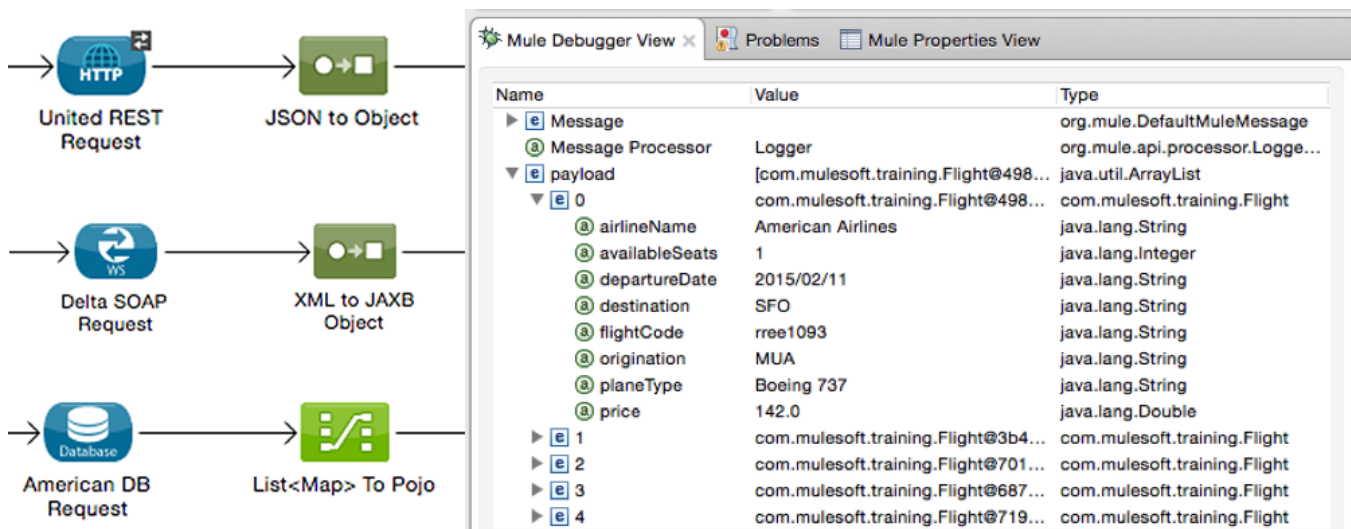 HTTP
United REST
Request
JSON to Object
WS
Delta SOAP
Request
XML to JAXB
Object
Database
American DB
Request
List<Map> To Pojo
Mule Debugger View Problems Mule Properties View
Name Value Type
e Message org.mule.DefaultMuleMessage
a Message Processor Logger org.mule.api.processor.Logge...
e payload [com.mulesoft.training.Flight@498... java.util.ArrayList
e 0 com.mulesoft.training.Flight@498... com.mulesoft.training.Flight
a airlineName American Airlines java.lang.String
a availableSeats 1 java.lang.Integer
a departureDate 2015/02/11 java.lang.String
a destination SFO java.lang.String
a flightCode rree1093 java.lang.String
a origination MUA java.lang.String
a planeType Boeing 737 java.lang.String
a price 142.0 java.lang.Double
e 1 com.mulesoft.training.Flight@3b4... com.mulesoft.training.Flight
e 2 com.mulesoft.training.Flight@701... com.mulesoft.training.Flight
e 3 com.mulesoft.training.Flight@687... com.mulesoft.training.Flight
e 4 com.mulesoft.training.Flight@719... com.mulesoft.training.Flight